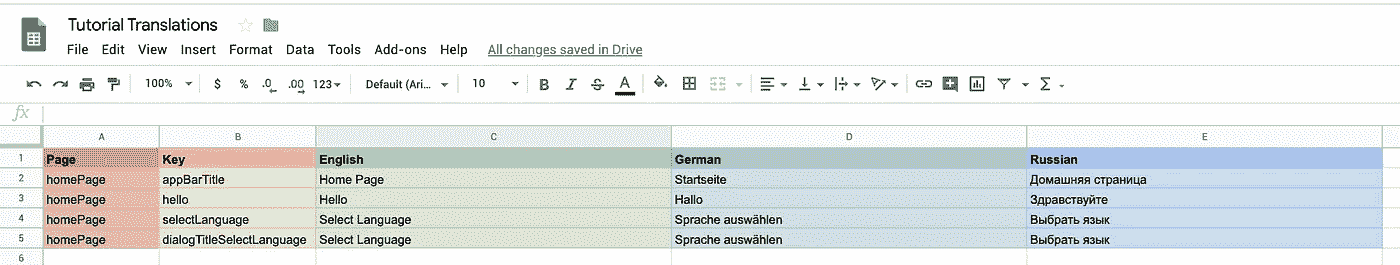 Tutorial Translations
File Edit View Insert Format Data Tools Add-ons Help All changes saved in Drive
100% $ % .0 .00 123 Default (Ari... 10 B I S A
fx
A B C D E
1 Page Key English German Russian
2 homePage appBarTitle Home Page Startseite Домашняя страница
3 homePage hello Hello Hallo Здравствуйте
4 homePage selectLanguage Select Language Sprache auswählen Выбрать язык
5 homePage dialogTitleSelectLanguage Select Language Sprache auswählen Выбрать язык
6